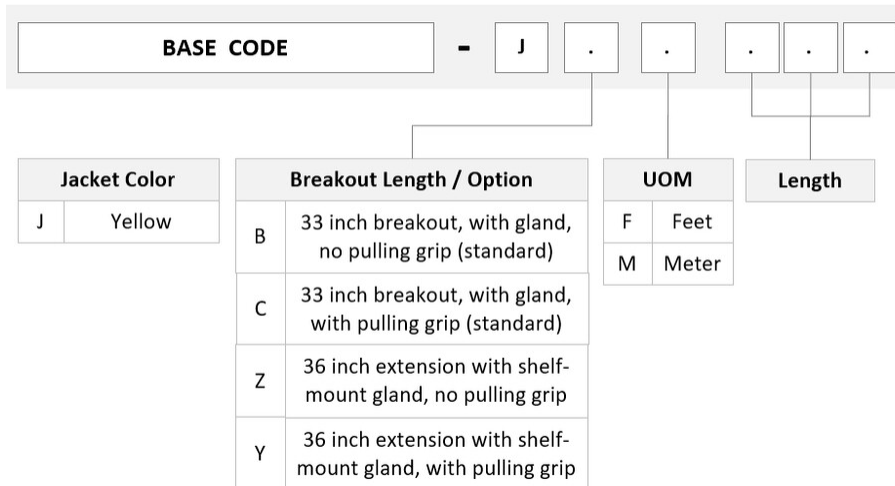 BASE CODE - J . . . . .
Jacket Color
J Yellow
Breakout Length / Option
B 33 inch breakout, with gland,
no pulling grip (standard)
C 33 inch breakout, with gland,
with pulling grip (standard)
Z 36 inch extension with shelf-
mount gland, no pulling grip
Y 36 inch extension with shelf-
mount gland, with pulling grip
UOM
F Feet
M Meter
Length